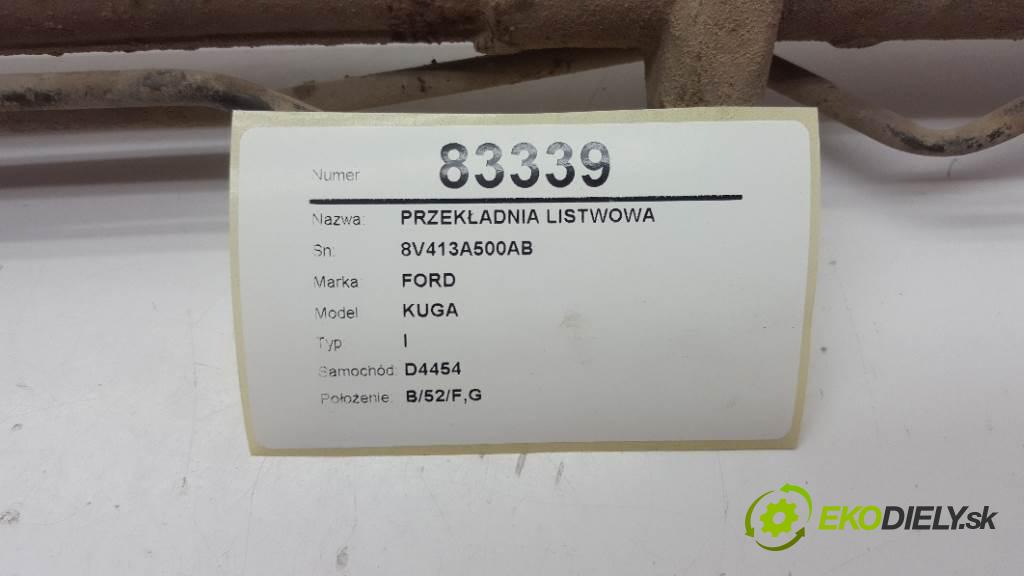 Numer 83339
Nazwa: PRZEKŁADNIA LISTWOWA
Sn: 8V413A500AB
Marka FORD
Model KUGA
Typ I
Samochód: D4454
Położenie: B/52/F,G
EKODIELY.sk